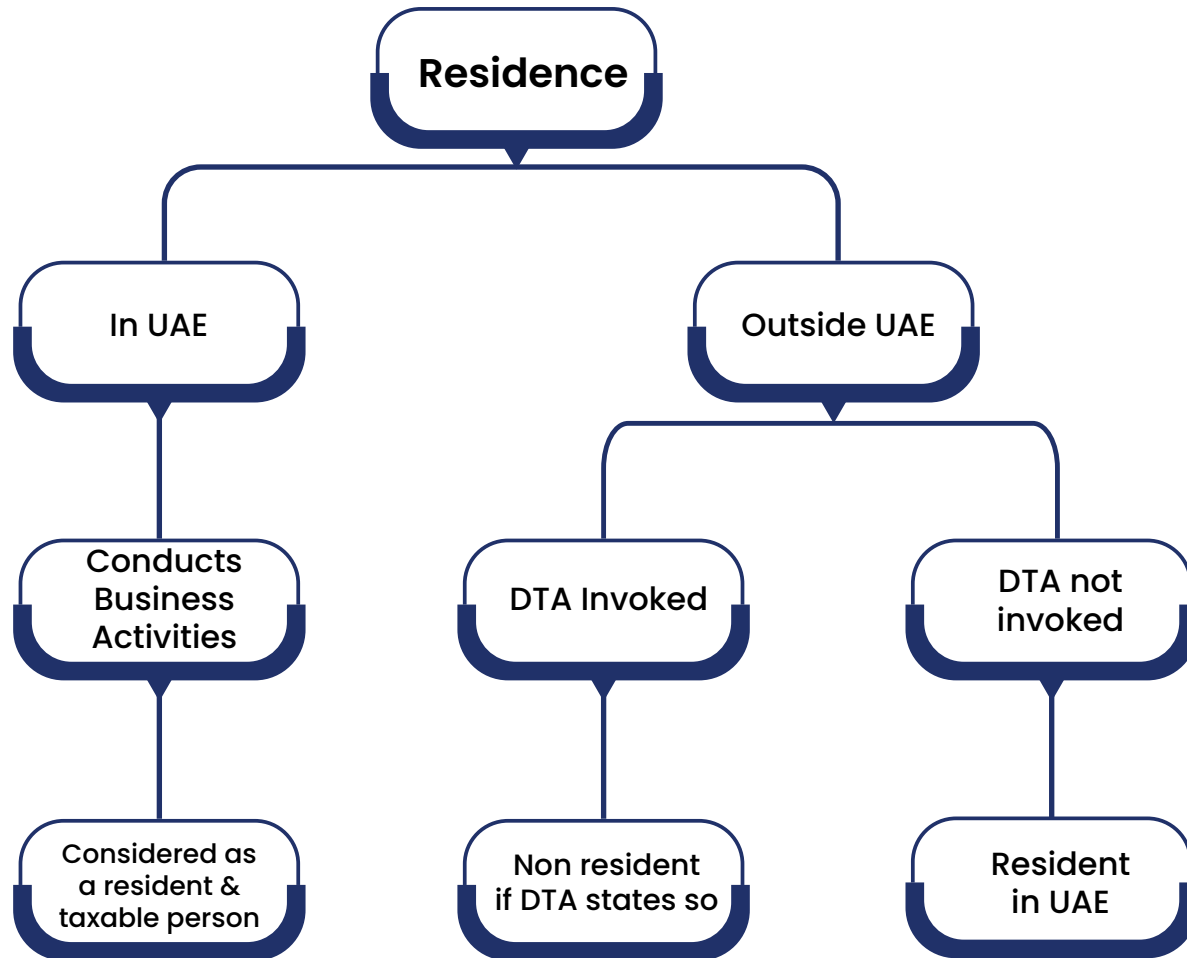 Residence
In UAE
Outside UAE
Conducts
Business
Activities
DTA Invoked
DTA not
invoked
Considered as
a resident &
taxable person
Non resident
if DTA states so
Resident
in UAE